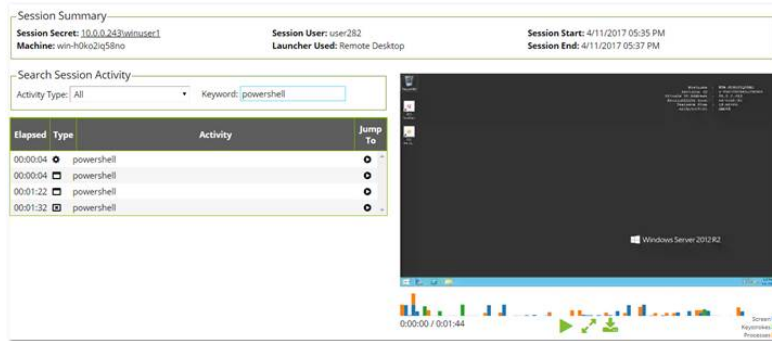 Session Summary
Session Secret: 10.0.0.243\winuser1
Session User: user282
Session Start: 4/11/2017 05:35 PM
Machine: win-h0ko2iq58no
Launcher Used: Remote Desktop
Session End: 4/11/2017 05:37 PM
Search Session Activity
Activity Type: All
Keyword: powershell
Elapsed Type Activity Jump To
00:00:04 powershell
00:00:04 powershell
00:01:22 powershell
00:01:32 powershell
Windows Server 2012 R2
0:00:00 / 0:01:44
Screen
Keystrokes
Processes